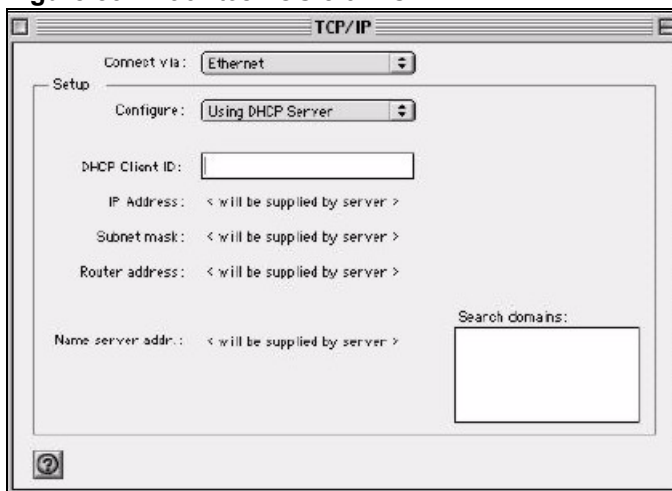 TCP/IP
Connect via: Ethernet
Setup
Configure: Using DHCP Server
DHCP Client ID:
IP Address: < will be supplied by server >
Subnet mask: < will be supplied by server >
Router address: < will be supplied by server >
Search domains:
Name server addr.: < will be supplied by server >
?